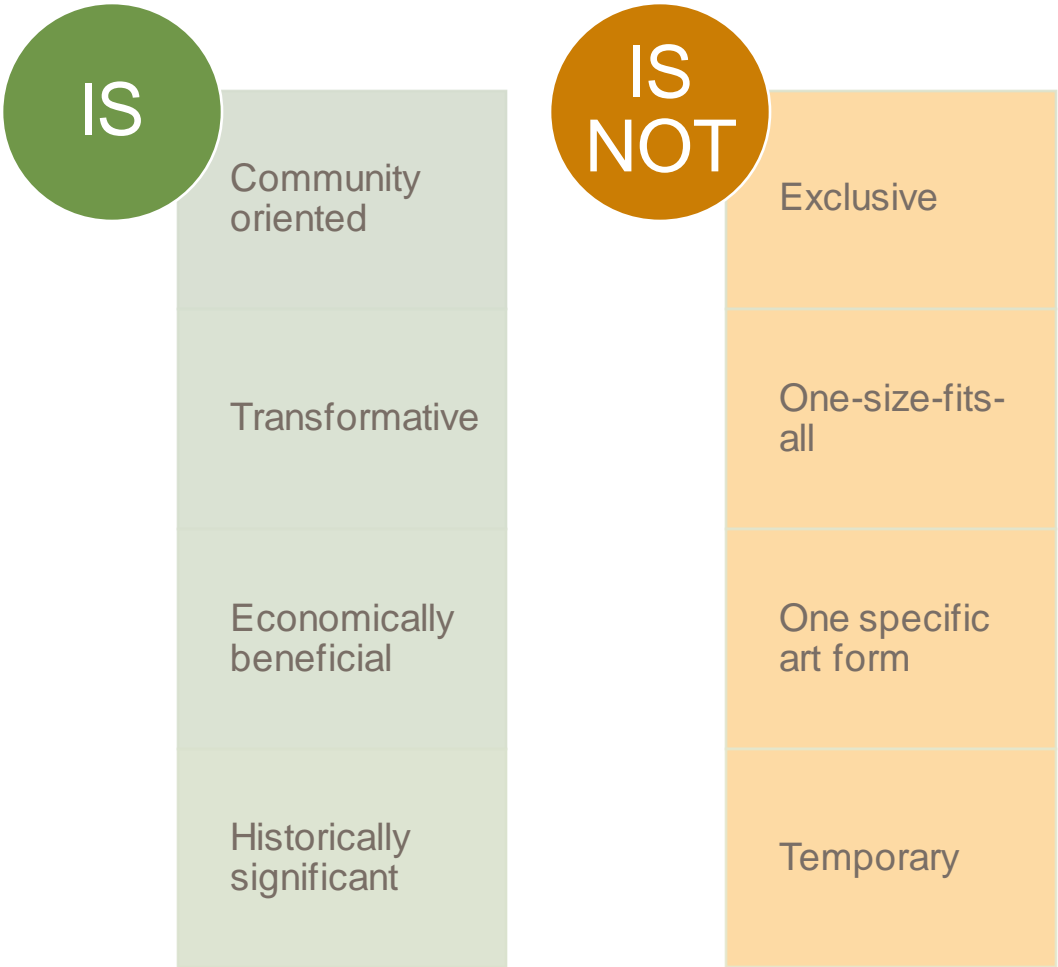 IS
Community
oriented
Transformative
Economically
beneficial
Historically
significant
IS
NOT
Exclusive
One-size-fits-
all
One specific
art form
Temporary